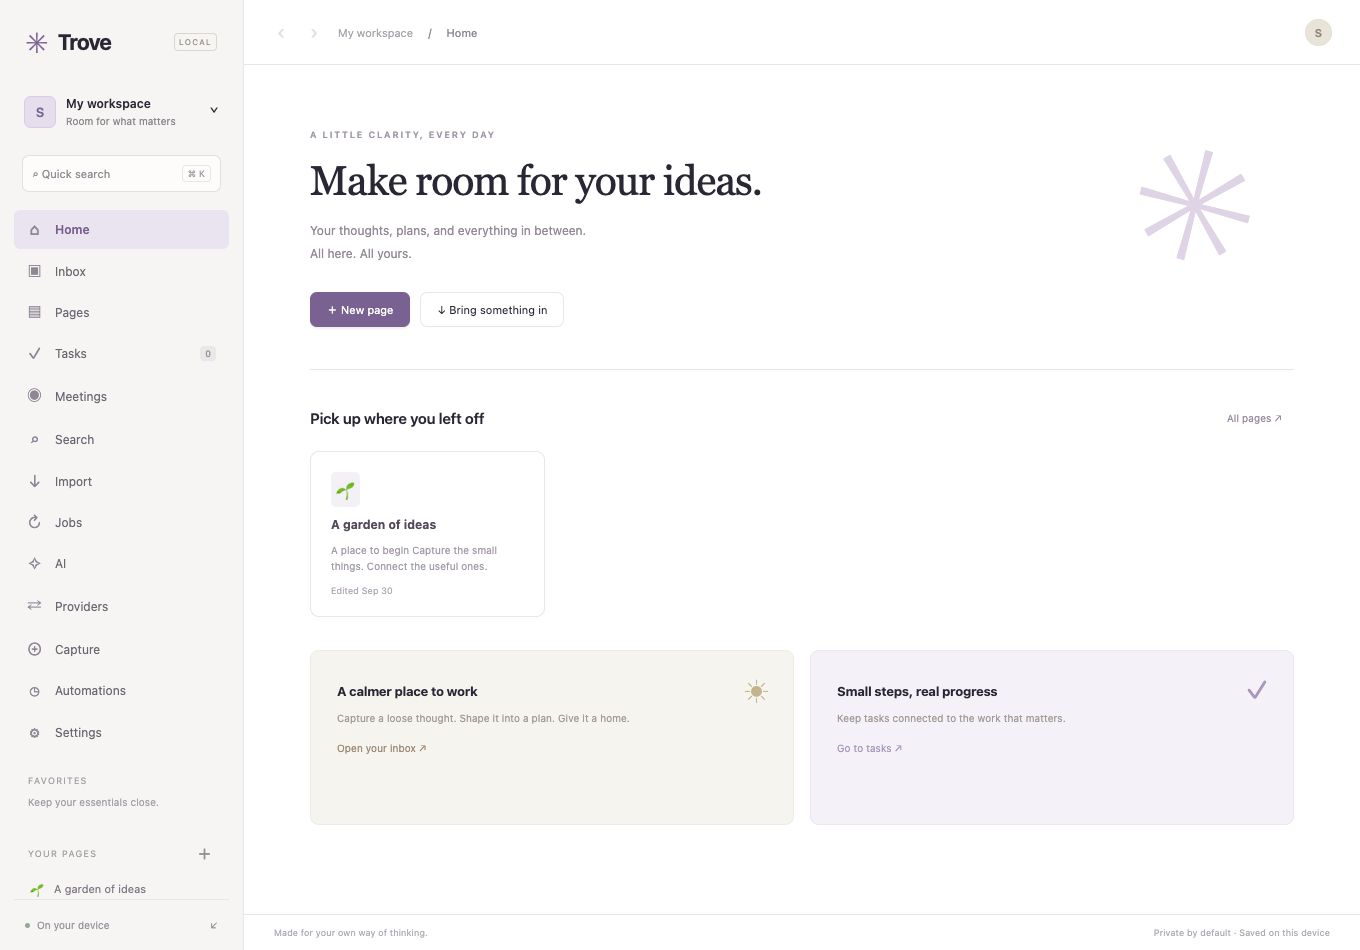 Trove
LOCAL
S
My workspace
Room for what matters
Quick search
⌘ K
Home
Inbox
Pages
Tasks
0
Meetings
Search
Import
Jobs
AI
Providers
Capture
Automations
Settings
FAVORITES
Keep your essentials close.
YOUR PAGES
A garden of ideas
On your device
My workspace / Home
S
A LITTLE CLARITY, EVERY DAY
Make room for your ideas.
Your thoughts, plans, and everything in between.
All here. All yours.
+ New page
↓ Bring something in
Pick up where you left off
All pages ↗
A garden of ideas
A place to begin Capture the small
things. Connect the useful ones.
Edited Sep 30
A calmer place to work
Capture a loose thought. Shape it into a plan. Give it a home.
Open your inbox ↗
Small steps, real progress
Keep tasks connected to the work that matters.
Go to tasks ↗
Made for your own way of thinking.
Private by default · Saved on this device